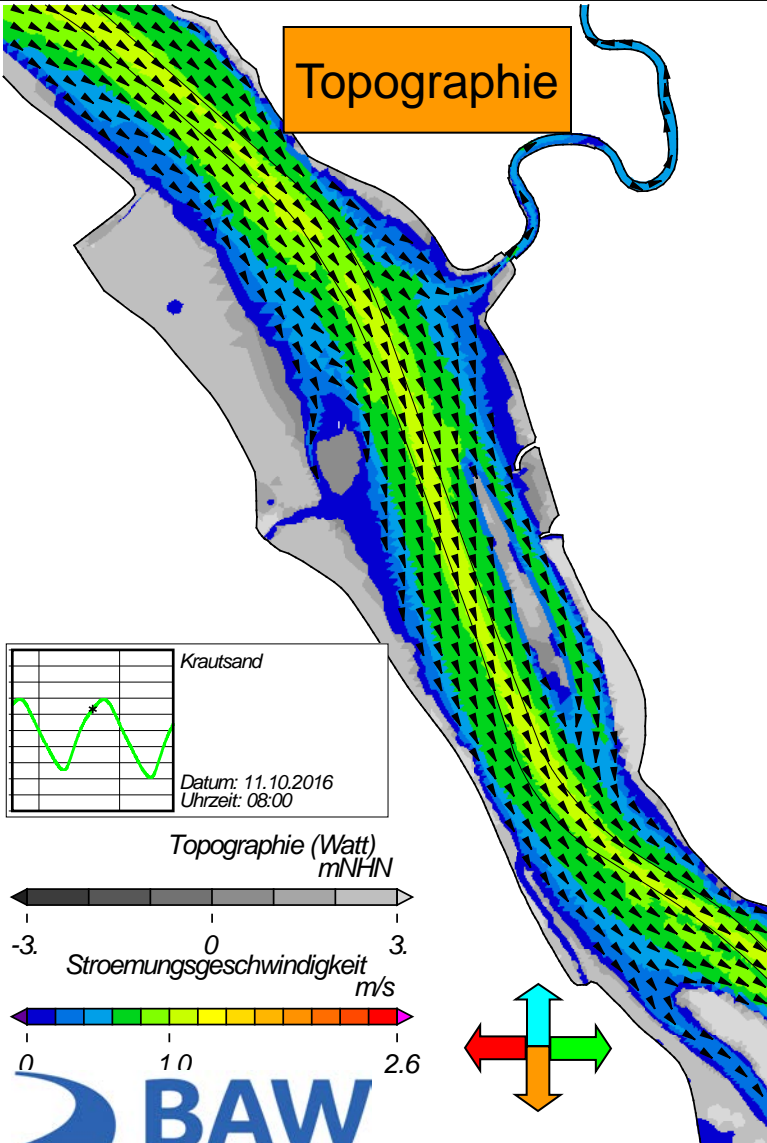 Topographie
Krautsand
Datum: 11.10.2016
Uhrzeit: 08:00
Topographie (Watt)
mNHN
-3. 0 3.
Stroemungsgeschwindigkeit
m/s
0 1.0 2.6
BAW